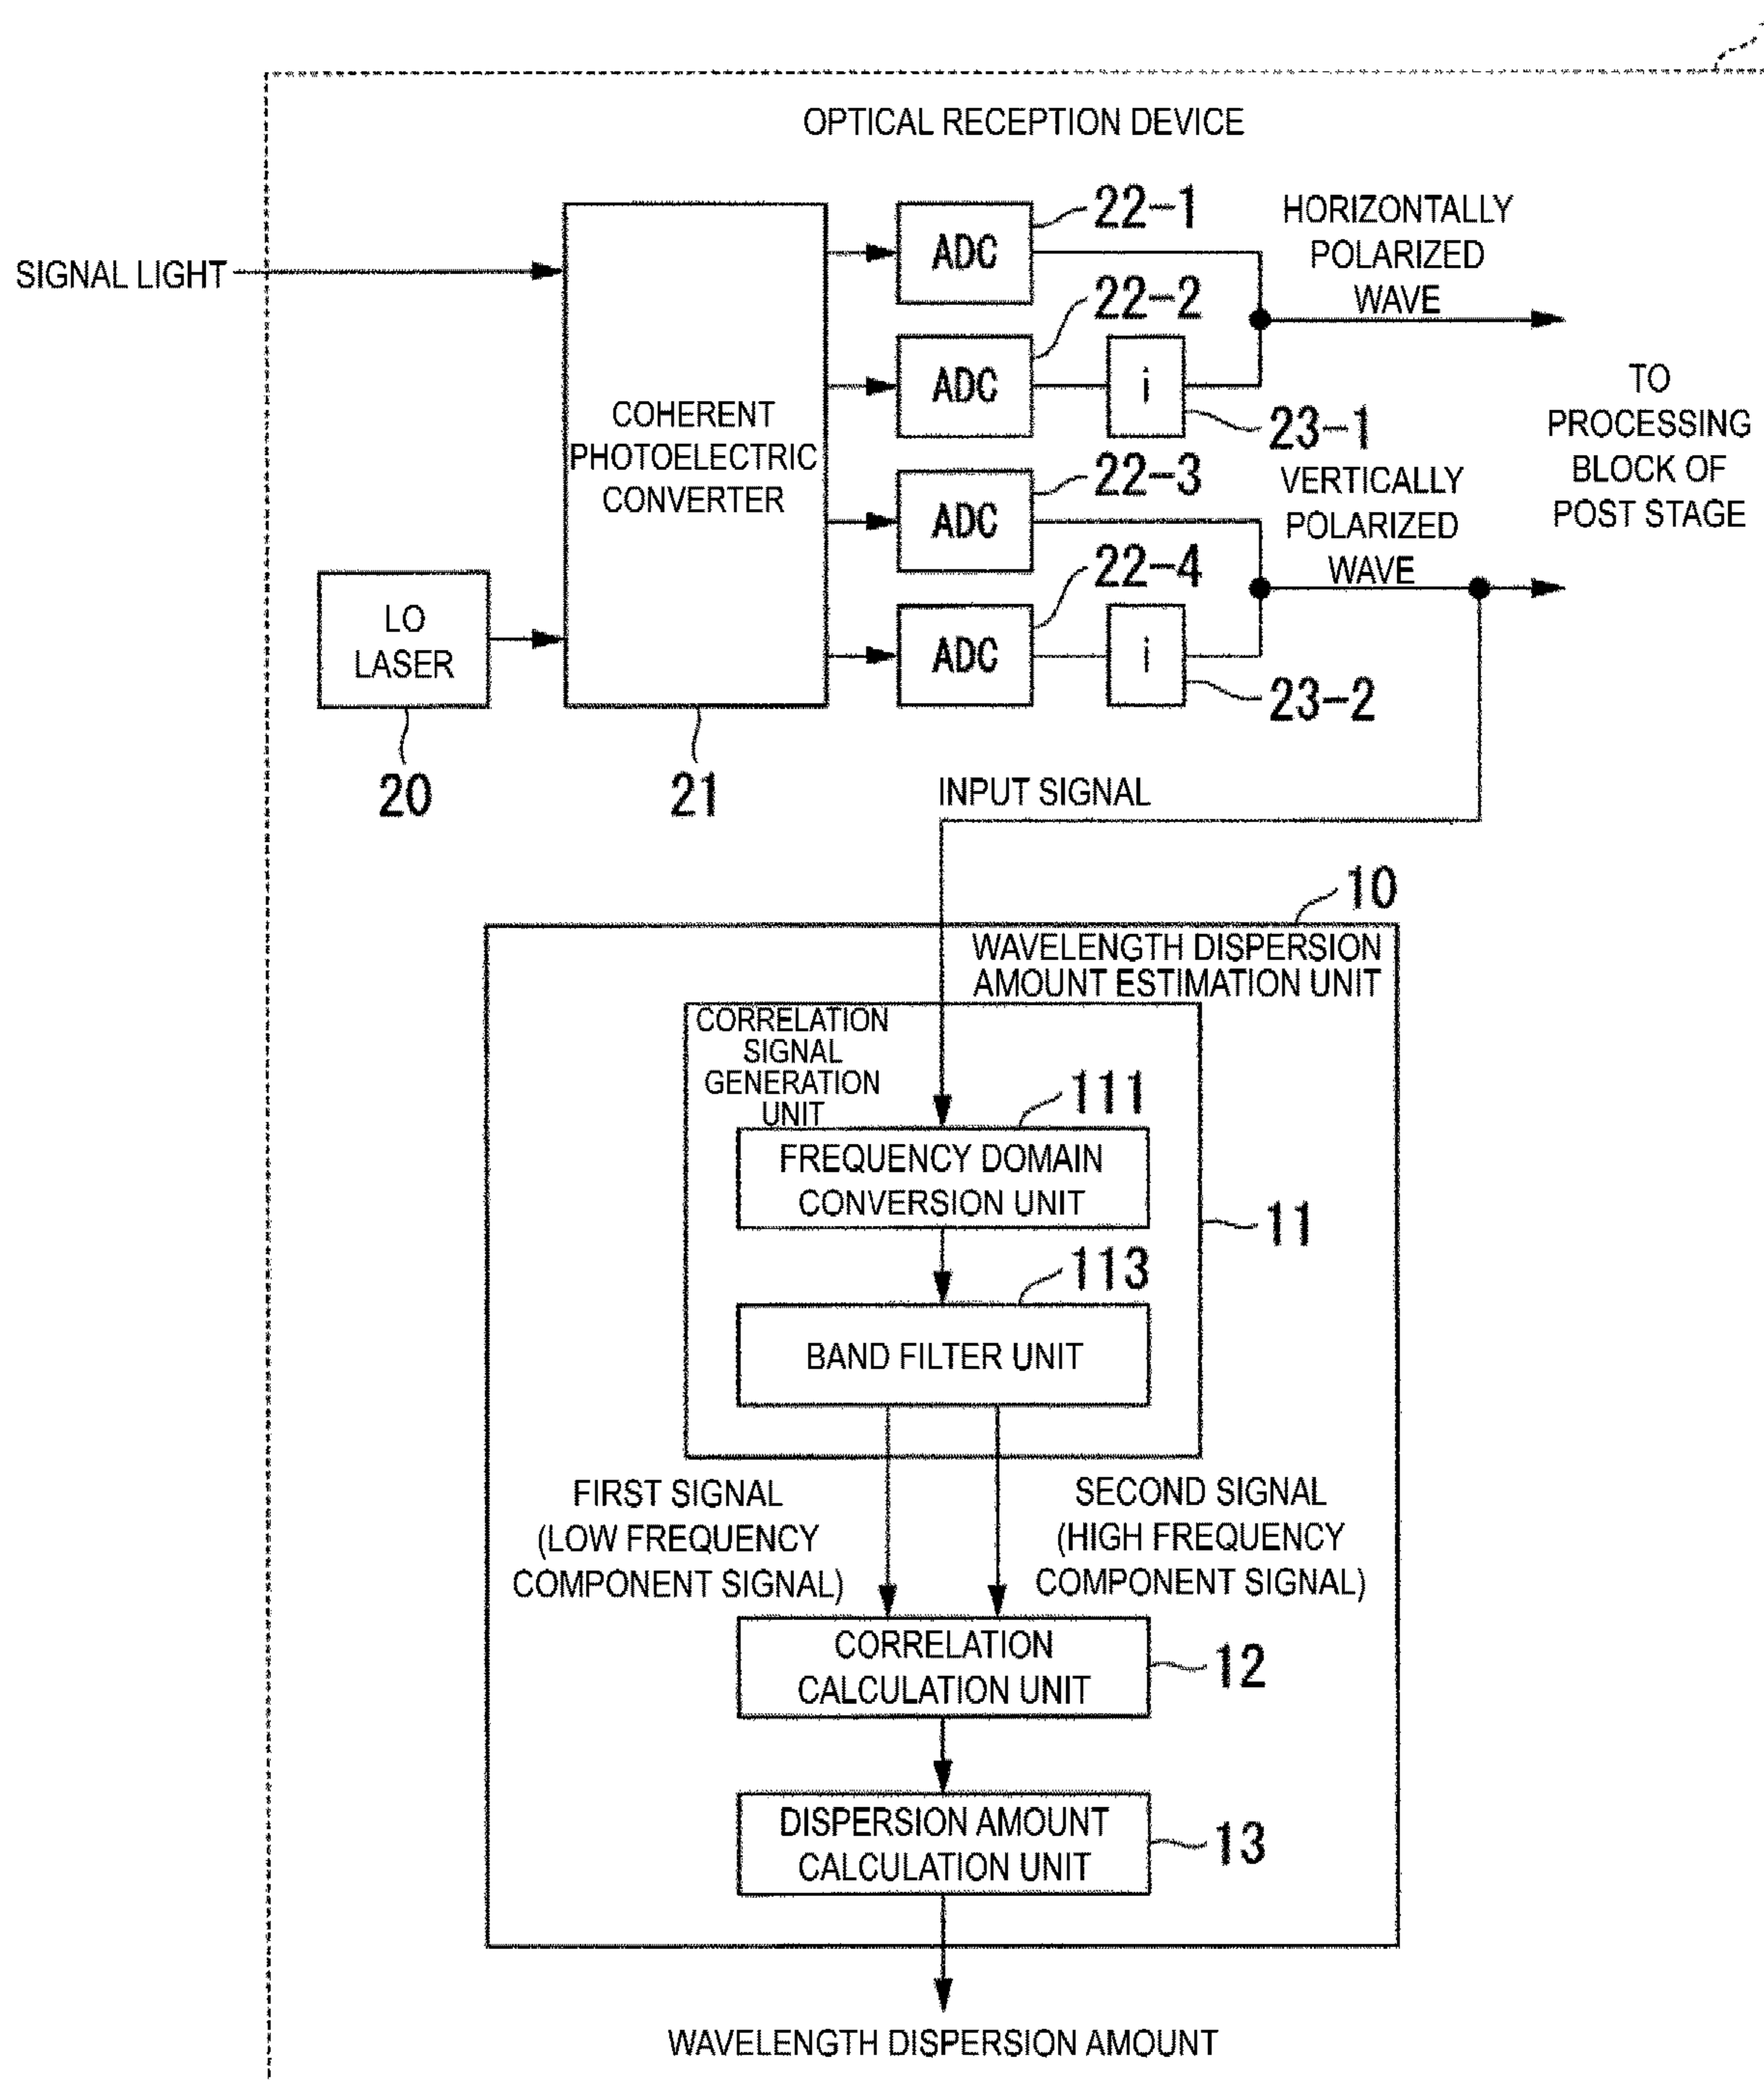 OPTICAL RECEPTION DEVICE
SIGNAL LIGHT
COHERENT
PHOTOELECTRIC
CONVERTER
21
LO
LASER
20
ADC
22-1
ADC
22-2
i
23-1
ADC
22-3
ADC
22-4
i
23-2
HORIZONTALLY
POLARIZED
WAVE
VERTICALLY
POLARIZED
WAVE
TO
PROCESSING
BLOCK OF
POST STAGE
INPUT SIGNAL
10
WAVELENGTH DISPERSION
AMOUNT ESTIMATION UNIT
CORRELATION
SIGNAL
GENERATION
UNIT
111
FREQUENCY DOMAIN
CONVERSION UNIT
11
113
BAND FILTER UNIT
FIRST SIGNAL
(LOW FREQUENCY
COMPONENT SIGNAL)
SECOND SIGNAL
(HIGH FREQUENCY
COMPONENT SIGNAL)
CORRELATION
CALCULATION UNIT
12
DISPERSION AMOUNT
CALCULATION UNIT
13
WAVELENGTH DISPERSION AMOUNT